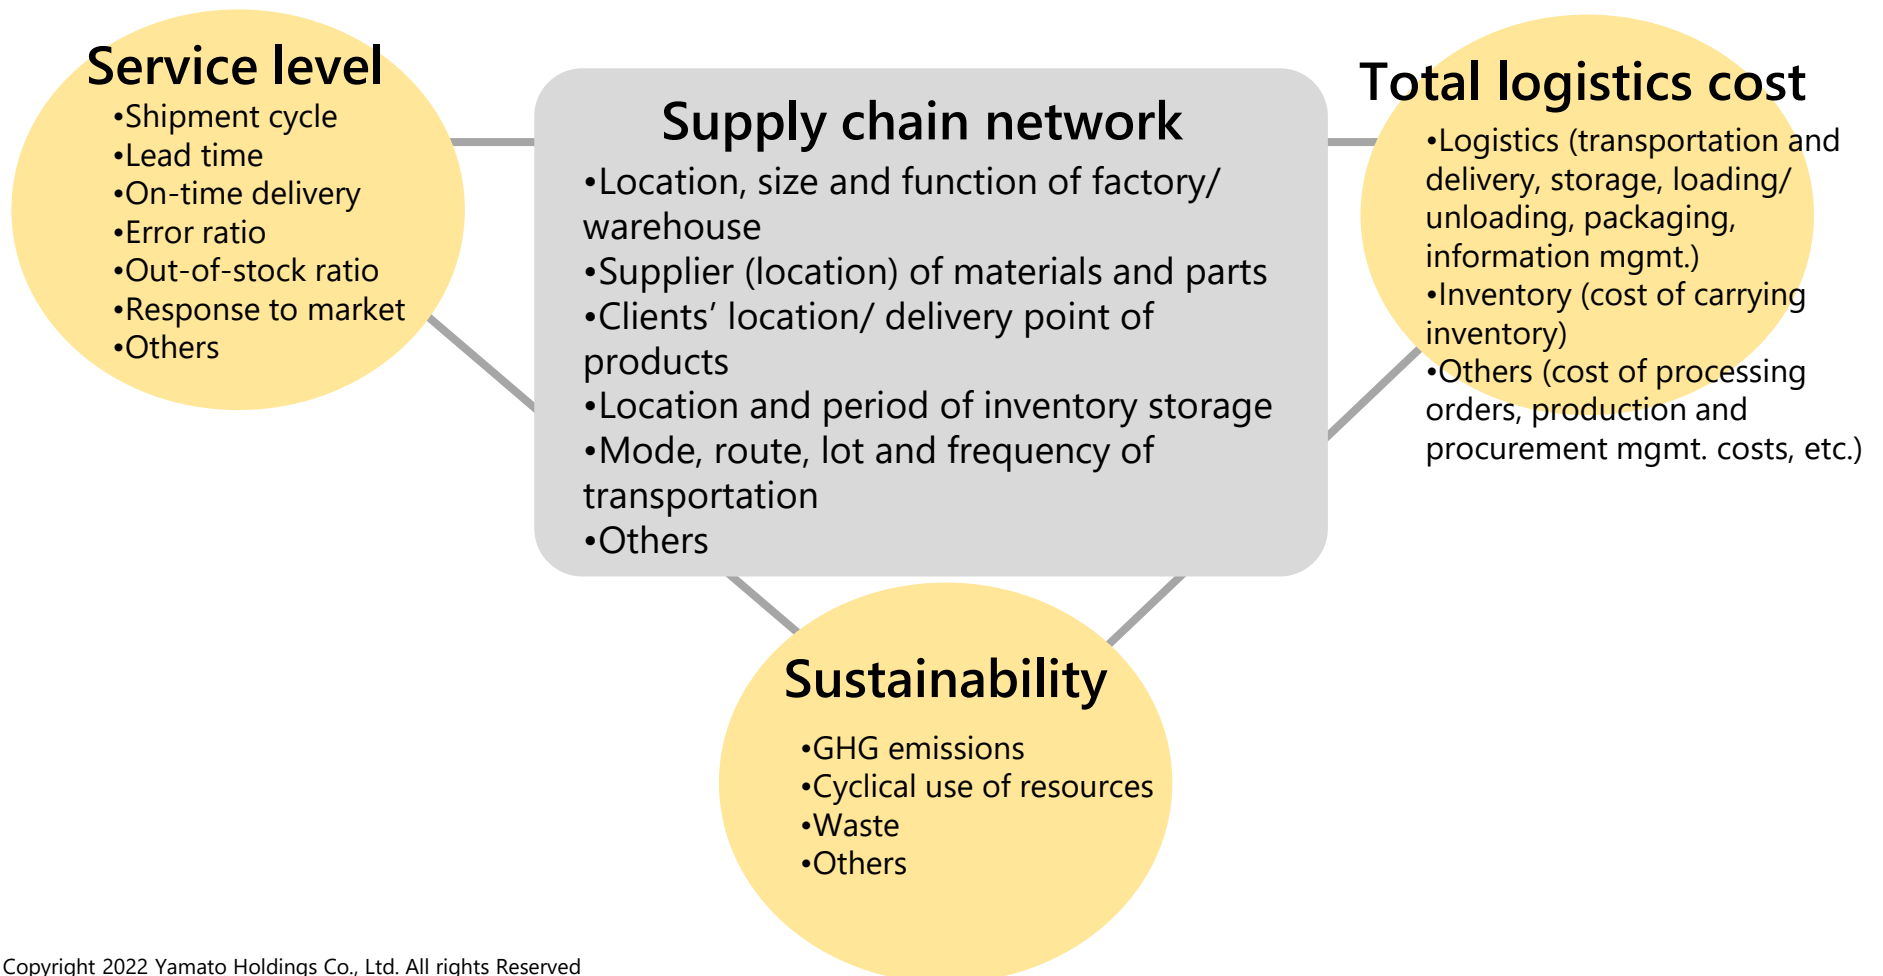 Service level
•Shipment cycle
•Lead time
•On-time delivery
•Error ratio
•Out-of-stock ratio
•Response to market
•Others
Supply chain network
•Location, size and function of factory/
warehouse
•Supplier (location) of materials and parts
•Clients’ location/ delivery point of
products
•Location and period of inventory storage
•Mode, route, lot and frequency of
transportation
•Others
Total logistics cost
•Logistics (transportation and
delivery, storage, loading/
unloading, packaging,
information mgmt.)
•Inventory (cost of carrying
inventory)
•Others (cost of processing
orders, production and
procurement mgmt. costs, etc.)
Sustainability
•GHG emissions
•Cyclical use of resources
•Waste
•Others
Copyright 2022 Yamato Holdings Co., Ltd. All rights Reserved